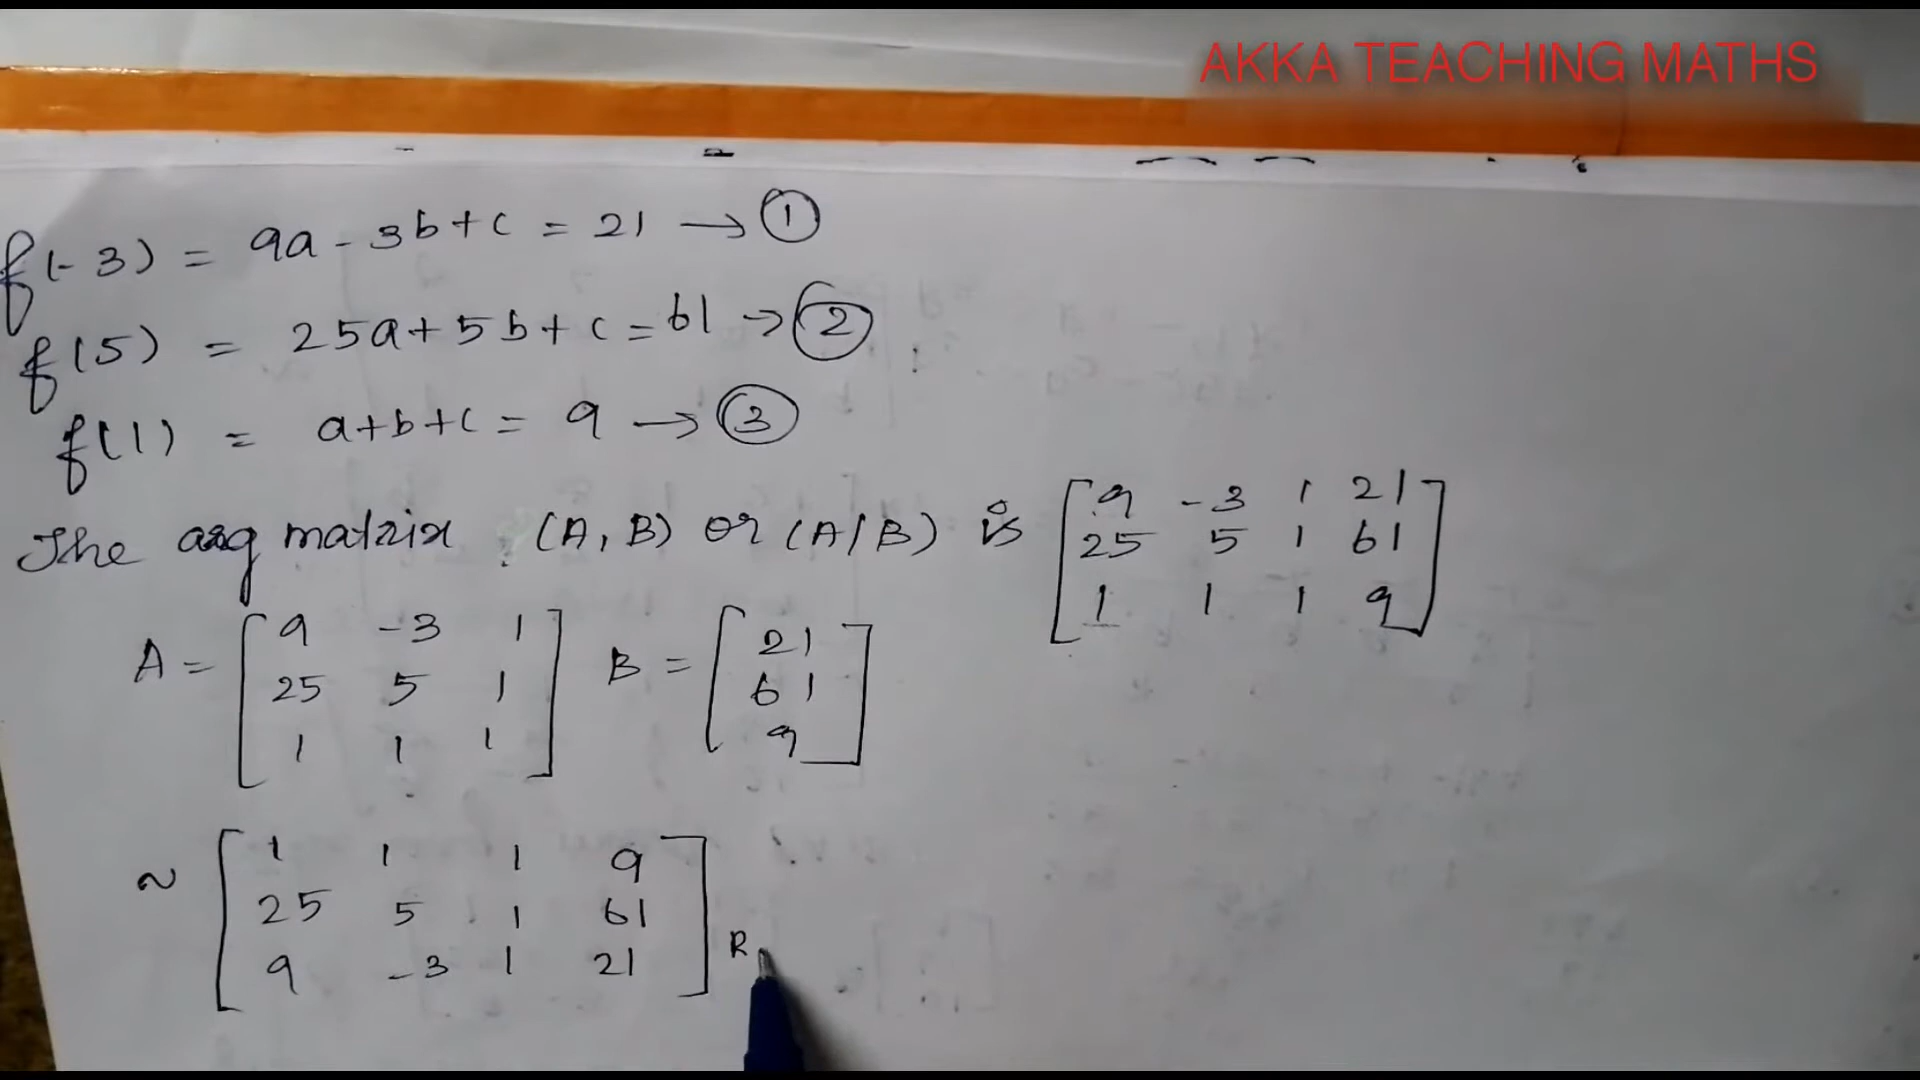 AKKA TEACHING MATHS
f(-3) = 9a - 3b + c = 21 → ①
f(5) = 25a + 5b + c = 61 → ②
f(1) = a+b+c = 9 → ③
The aug matrix (A, B) or (A/B) is [9 -3 1 21
25 5 1 61
1 1 1 9]
A = [9 -3 1
25 5 1
1 1 1] B = [21
61
9]
~ [1 1 1 9
25 5 1 61
9 -3 1 21] R